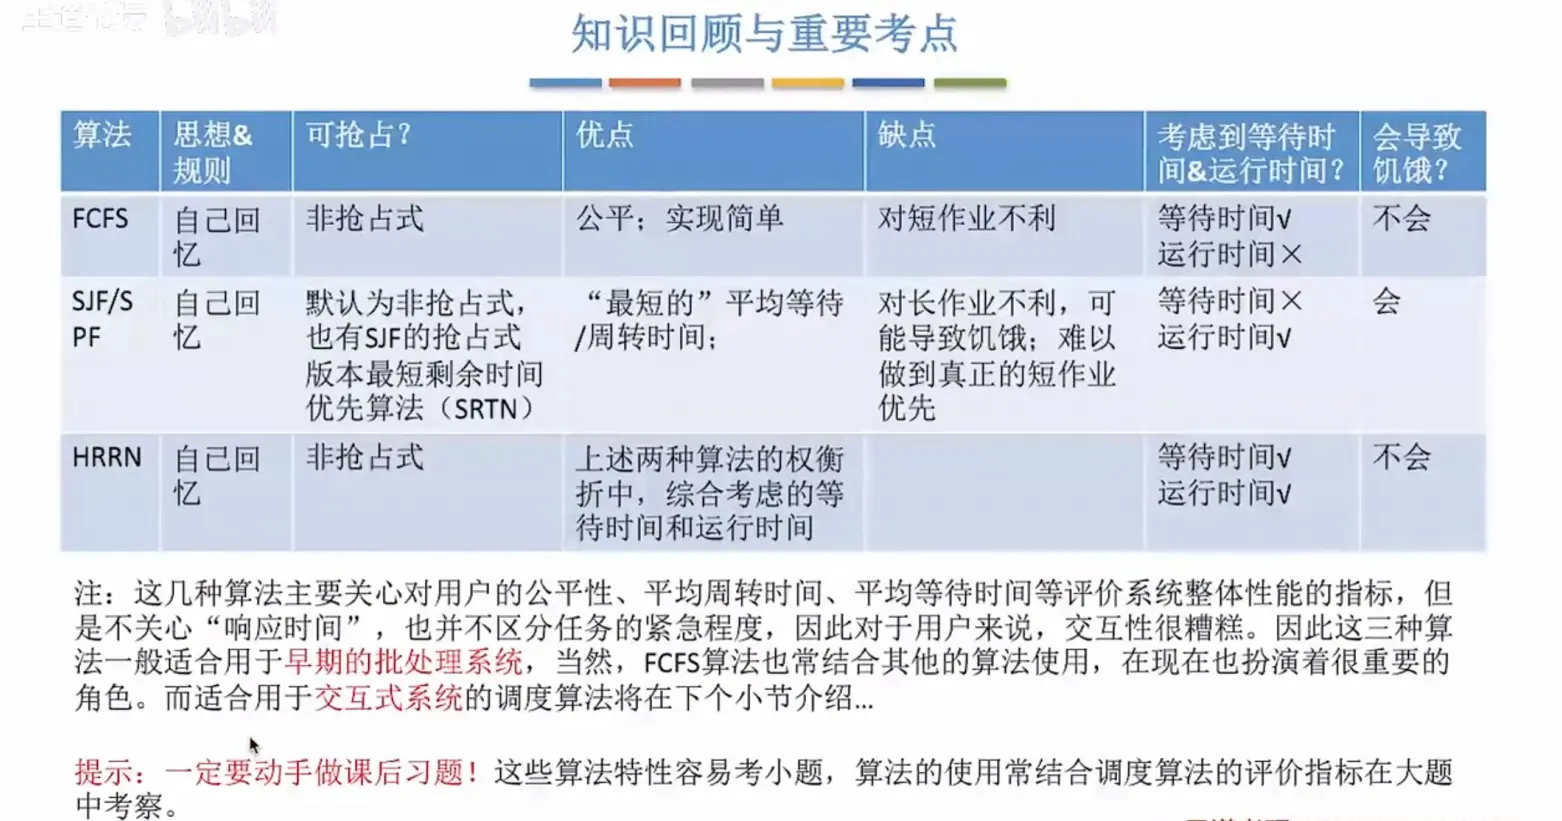 bilibili
知识回顾与重要考点
算法
思想&
规则
可抢占？
优点
缺点
考虑到等待时
间&运行时间？
会导致
饥饿？
FCFS
自己回
忆
非抢占式
公平；实现简单
对短作业不利
等待时间√
运行时间×
不会
SJF/S
PF
自己回
忆
默认为非抢占式，
也有SJF的抢占式
版本最短剩余时间
优先算法（SRTN）
“最短的”平均等待
/周转时间；
对长作业不利，可
能导致饥饿；难以
做到真正的短作业
优先
等待时间×
运行时间√
会
HRRN
自己回
忆
非抢占式
上述两种算法的权衡
折中，综合考虑的等
待时间和运行时间
等待时间√
运行时间√
不会
注：这几种算法主要关心对用户的公平性、平均周转时间、平均等待时间等评价系统整体性能的指标，但
是不关心“响应时间”，也并不区分任务的紧急程度，因此对于用户来说，交互性很糟糕。因此这三种算
法一般适合用于早期的批处理系统，当然，FCFS算法也常结合其他的算法使用，在现在也扮演着很重要的
角色。而适合用于交互式系统的调度算法将在下个小节介绍...
提示：一定要动手做课后习题！这些算法特性容易考小题，算法的使用常结合调度算法的评价指标在大题
中考察。